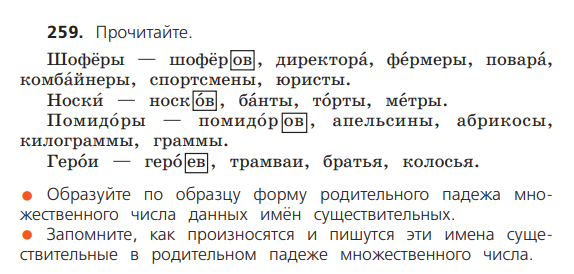 259. Прочитайте.
Шофёры — шофёров, директора́, фе́рмеры, повара́,
комба́йнеры, спортсмены, юристы.
Носки́ — носко́в, ба́нты, то́рты, ме́тры.
Помидо́ры — помидо́ров, апельсины, абрикосы,
килограммы, граммы.
Геро́и — геро́ев, трамваи, братья, колосья.
● Образуйте по образцу форму родительного падежа мно-
жественного числа данных имён существительных.
● Запомните, как произносятся и пишутся эти имена суще-
ствительные в родительном падеже множественного числа.